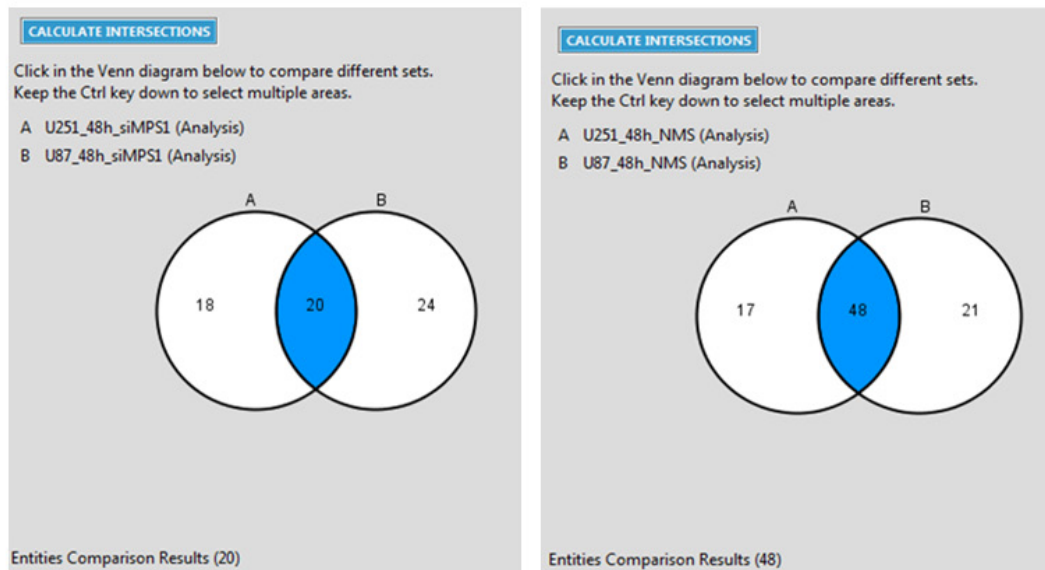 CALCULATE INTERSECTIONS
Click in the Venn diagram below to compare different sets.
Keep the Ctrl key down to select multiple areas.
A U251_48h_siMPS1 (Analysis)
B U87_48h_siMPS1 (Analysis)
A B
18 20 24
Entities Comparison Results (20)
CALCULATE INTERSECTIONS
Click in the Venn diagram below to compare different sets.
Keep the Ctrl key down to select multiple areas.
A U251_48h_NMS (Analysis)
B U87_48h_NMS (Analysis)
A B
17 48 21
Entities Comparison Results (48)